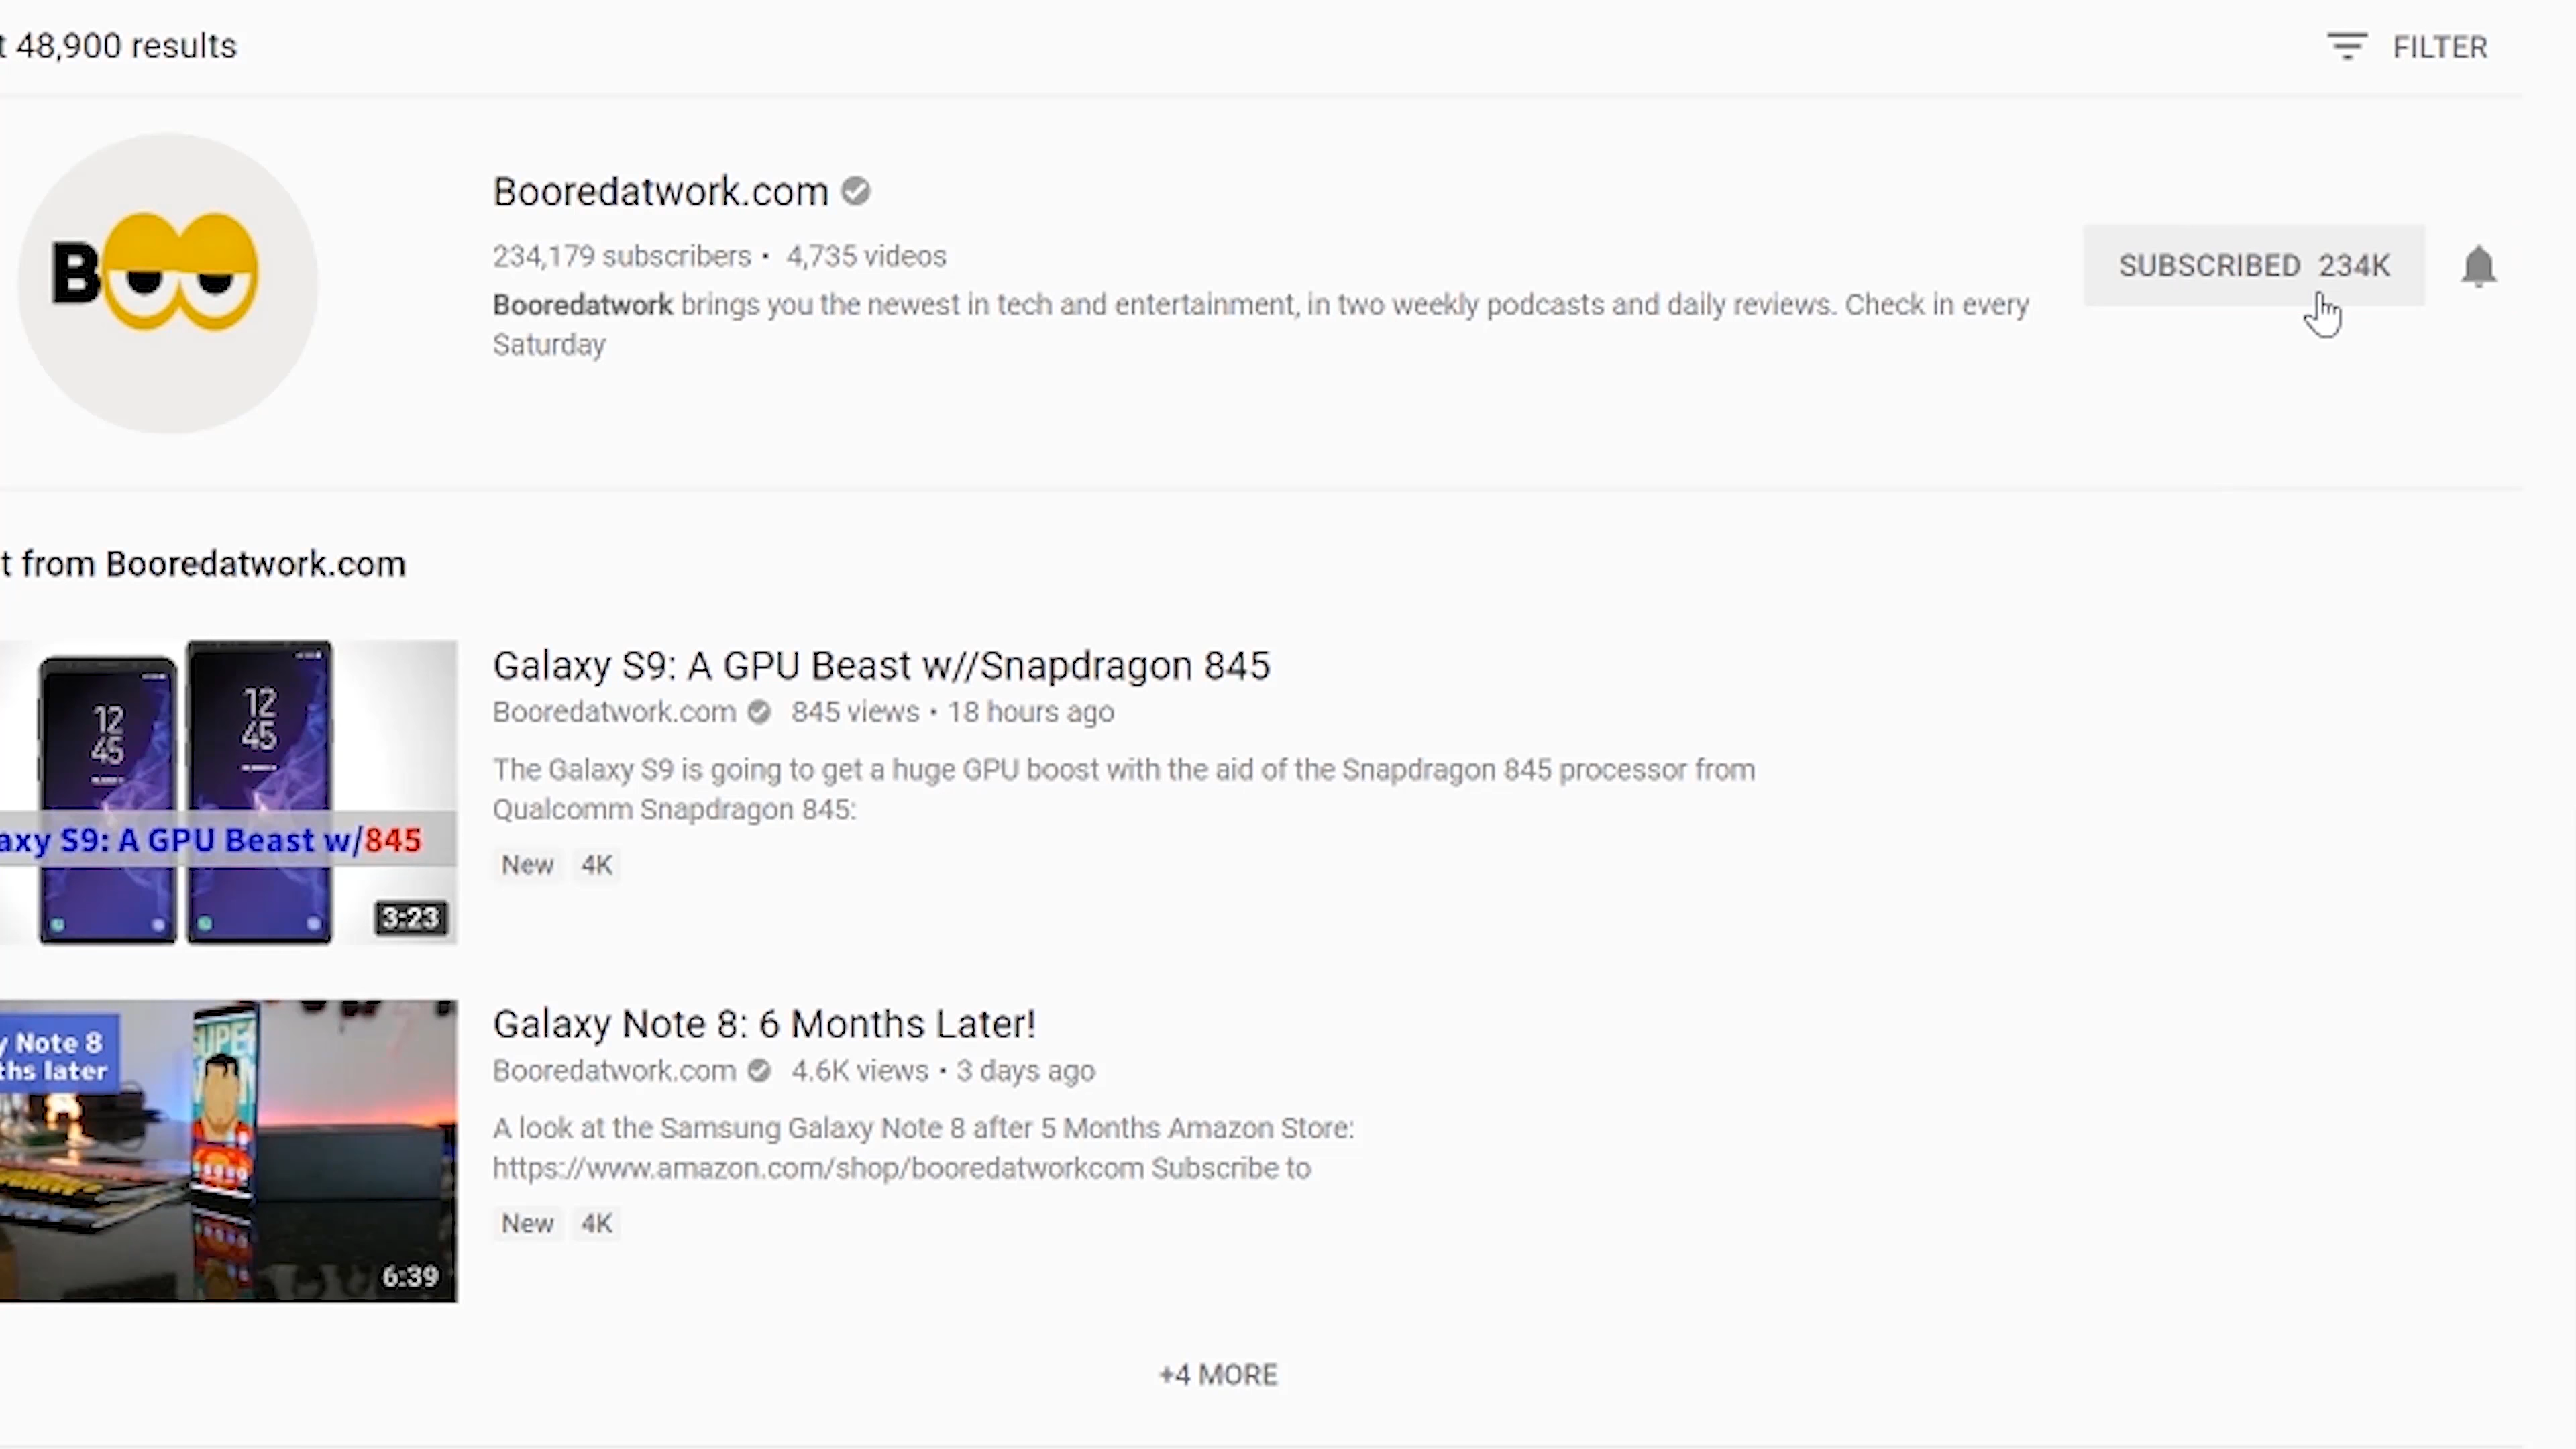 t 48,900 results
FILTER
B
Booredatwork.com
234,179 subscribers • 4,735 videos
SUBSCRIBED 234K
Booredatwork brings you the newest in tech and entertainment, in two weekly podcasts and daily reviews. Check in every
Saturday
t from Booredatwork.com
12
45
12
45
axy S9: A GPU Beast w/845
3:23
Galaxy S9: A GPU Beast w//Snapdragon 845
Booredatwork.com 845 views • 18 hours ago
The Galaxy S9 is going to get a huge GPU boost with the aid of the Snapdragon 845 processor from
Qualcomm Snapdragon 845:
New 4K
y Note 8
ths later
SUPE
6:39
Galaxy Note 8: 6 Months Later!
Booredatwork.com 4.6K views • 3 days ago
A look at the Samsung Galaxy Note 8 after 5 Months Amazon Store:
https://www.amazon.com/shop/booredatworkcom Subscribe to
New 4K
+4 MORE